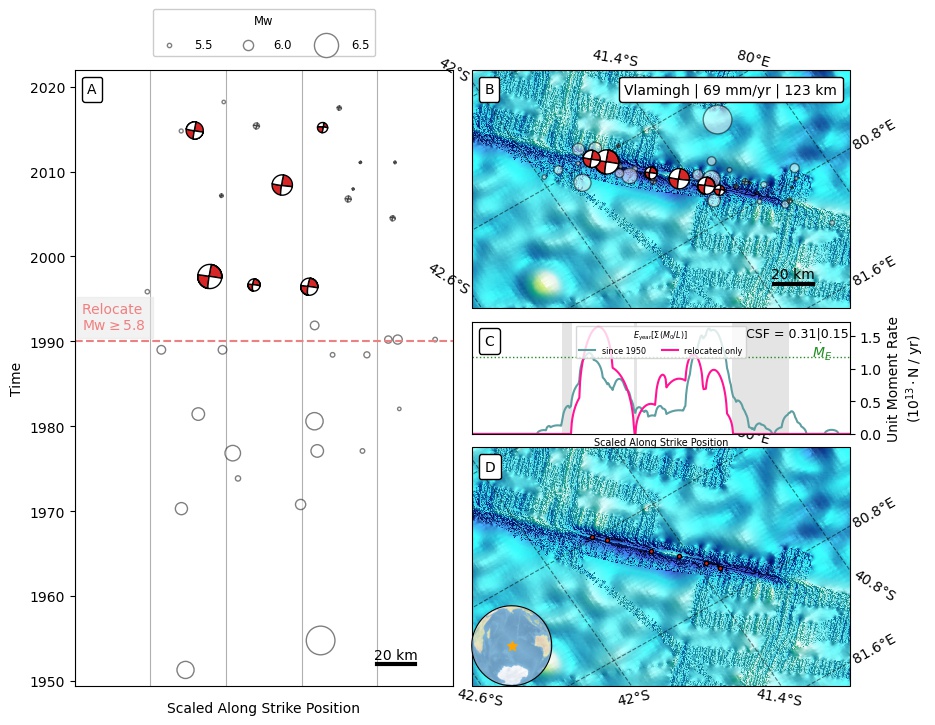 Mw
5.5 6.0 6.5
A
2020
2010
2000
1990
1980
1970
1960
1950
Time
Relocate
Mw ≥ 5.8
20 km
Scaled Along Strike Position
42°S
41.4°S
80°E
B
Vlamingh | 69 mm/yr | 123 km
80.8°E
42.6°S
81.6°E
20 km
C
E_year[Σ(M_0/L)]
since 1950 relocated only
CSF = 0.31|0.15
M_E
1.5
1.0
0.5
0.0
Unit Moment Rate
(10^13 · N / yr)
Scaled Along Strike Position
80°E
D
80.8°E
40.8°S
81.6°E
42.6°S
42°S
41.4°S